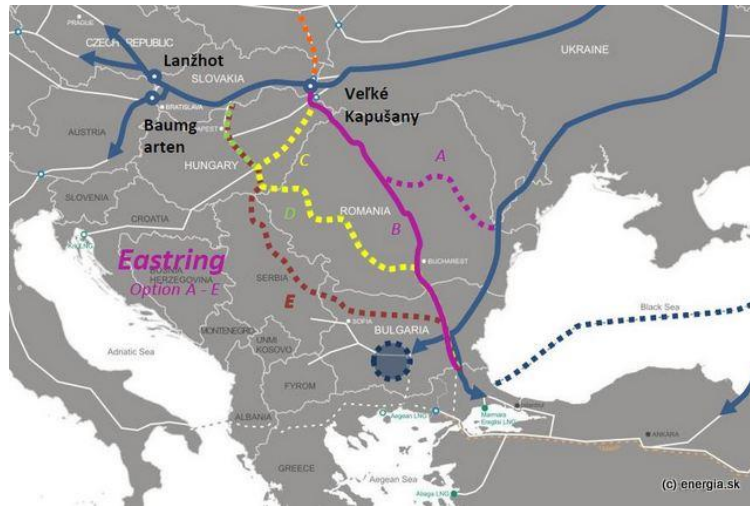 PRAGUE
CZECH REPUBLIC
Lanžhot
SLOVAKIA
UKRAINE
Veľké
Kapušany
BRATISLAVA
Baumg
arten
AUSTRIA
HUNGARY
C
A
SLOVENIA
CROATIA
D
ROMANIA
B
BUCHAREST
Eastring
Option A - E
BOSNIA
HERZEGOVINA
SERBIA
E
Black Sea
SOFIA
BULGARIA
MONTENEGRO
UNMI
KOSOVO
Adriatic Sea
FYROM
ALBANIA
Aegean LNG
Marmara
Ereglisi LNG
ANKARA
GREECE
Aegean Sea
Aliaga LNG
(c) energia.sk